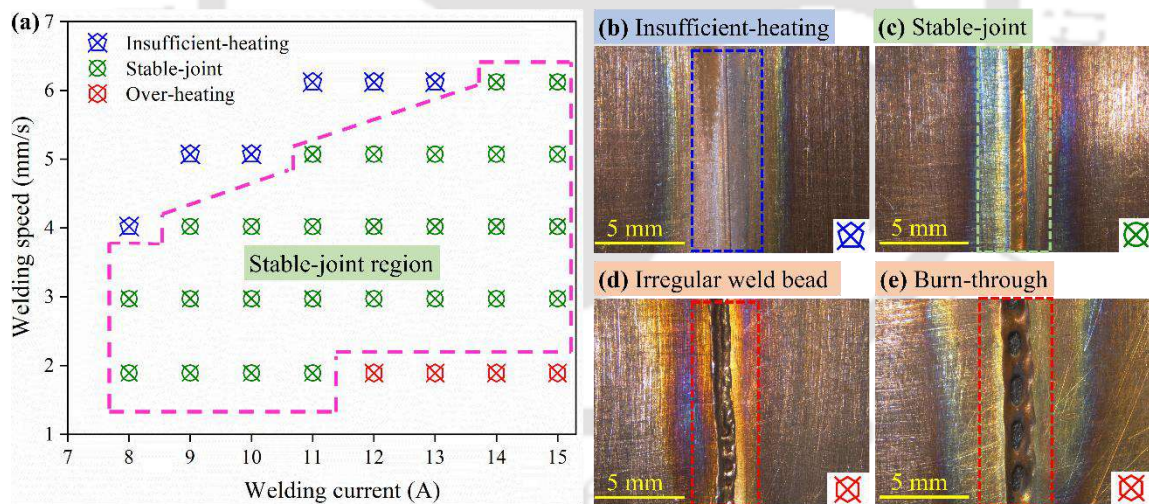 (a)
7
6
5
4
3
2
1
Welding speed (mm/s)
Insufficient-heating
Stable-joint
Over-heating
Stable-joint region
7 8 9 10 11 12 13 14 15
Welding current (A)
(b) Insufficient-heating
5 mm
(c) Stable-joint
5 mm
(d) Irregular weld bead
5 mm
(e) Burn-through
5 mm